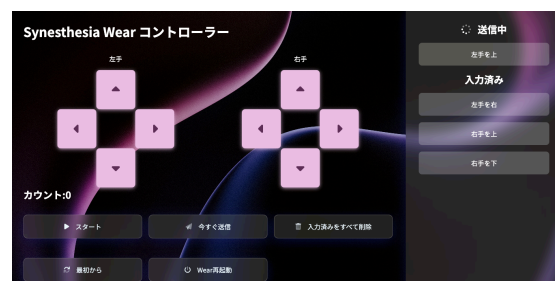 Synesthesia Wear コントローラー
左手
右手
カウント:0
スタート
今すぐ送信
入力済みをすべて削除
最初から
Wear再起動
送信中
左手を上
入力済み
左手を右
右手を上
右手を下